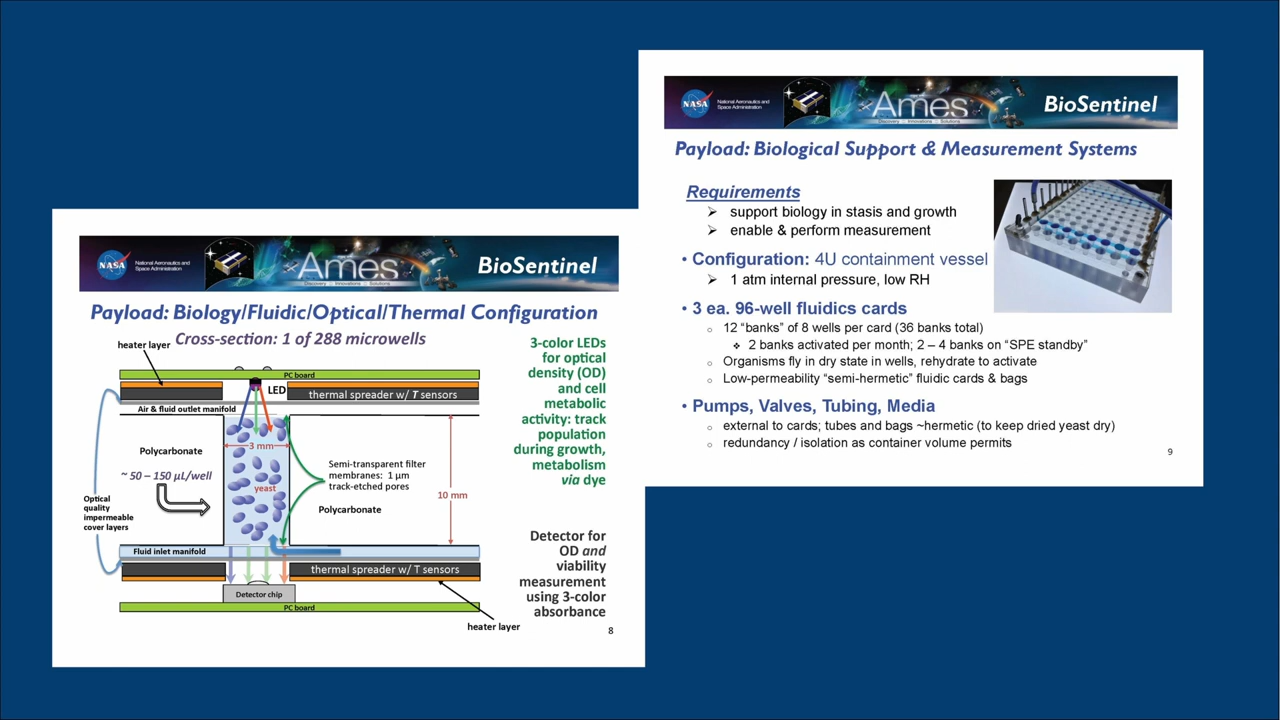 NASA
National Aeronautics and
Space Administration
Ames
Discovery :: Innovations :: Solutions
BioSentinel
Payload: Biology/Fluidic/Optical/Thermal Configuration
Cross-section: 1 of 288 microwells
heater layer
PC board
LED
thermal spreader w/ T sensors
Air & fluid outlet manifold
3 mm
Polycarbonate
~ 50 – 150 µL/well
yeast
Semi-transparent filter
membranes: 1 µm
track-etched pores
10 mm
Polycarbonate
Optical
quality
impermeable
cover layers
Fluid inlet manifold
thermal spreader w/ T sensors
Detector chip
PC board
heater layer
3-color LEDs
for optical
density (OD)
and cell
metabolic
activity: track
population
during growth,
metabolism
via dye
Detector for
OD and
viability
measurement
using 3-color
absorbance
8
NASA
National Aeronautics and
Space Administration
Ames
Discovery :: Innovations :: Solutions
BioSentinel
Payload: Biological Support & Measurement Systems
Requirements
➢ support biology in stasis and growth
➢ enable & perform measurement
• Configuration: 4U containment vessel
➢ 1 atm internal pressure, low RH
• 3 ea. 96-well fluidics cards
o 12 “banks” of 8 wells per card (36 banks total)
❖ 2 banks activated per month; 2 – 4 banks on “SPE standby”
o Organisms fly in dry state in wells, rehydrate to activate
o Low-permeability “semi-hermetic” fluidic cards & bags
• Pumps, Valves, Tubing, Media
o external to cards; tubes and bags ~hermetic (to keep dried yeast dry)
o redundancy / isolation as container volume permits
9